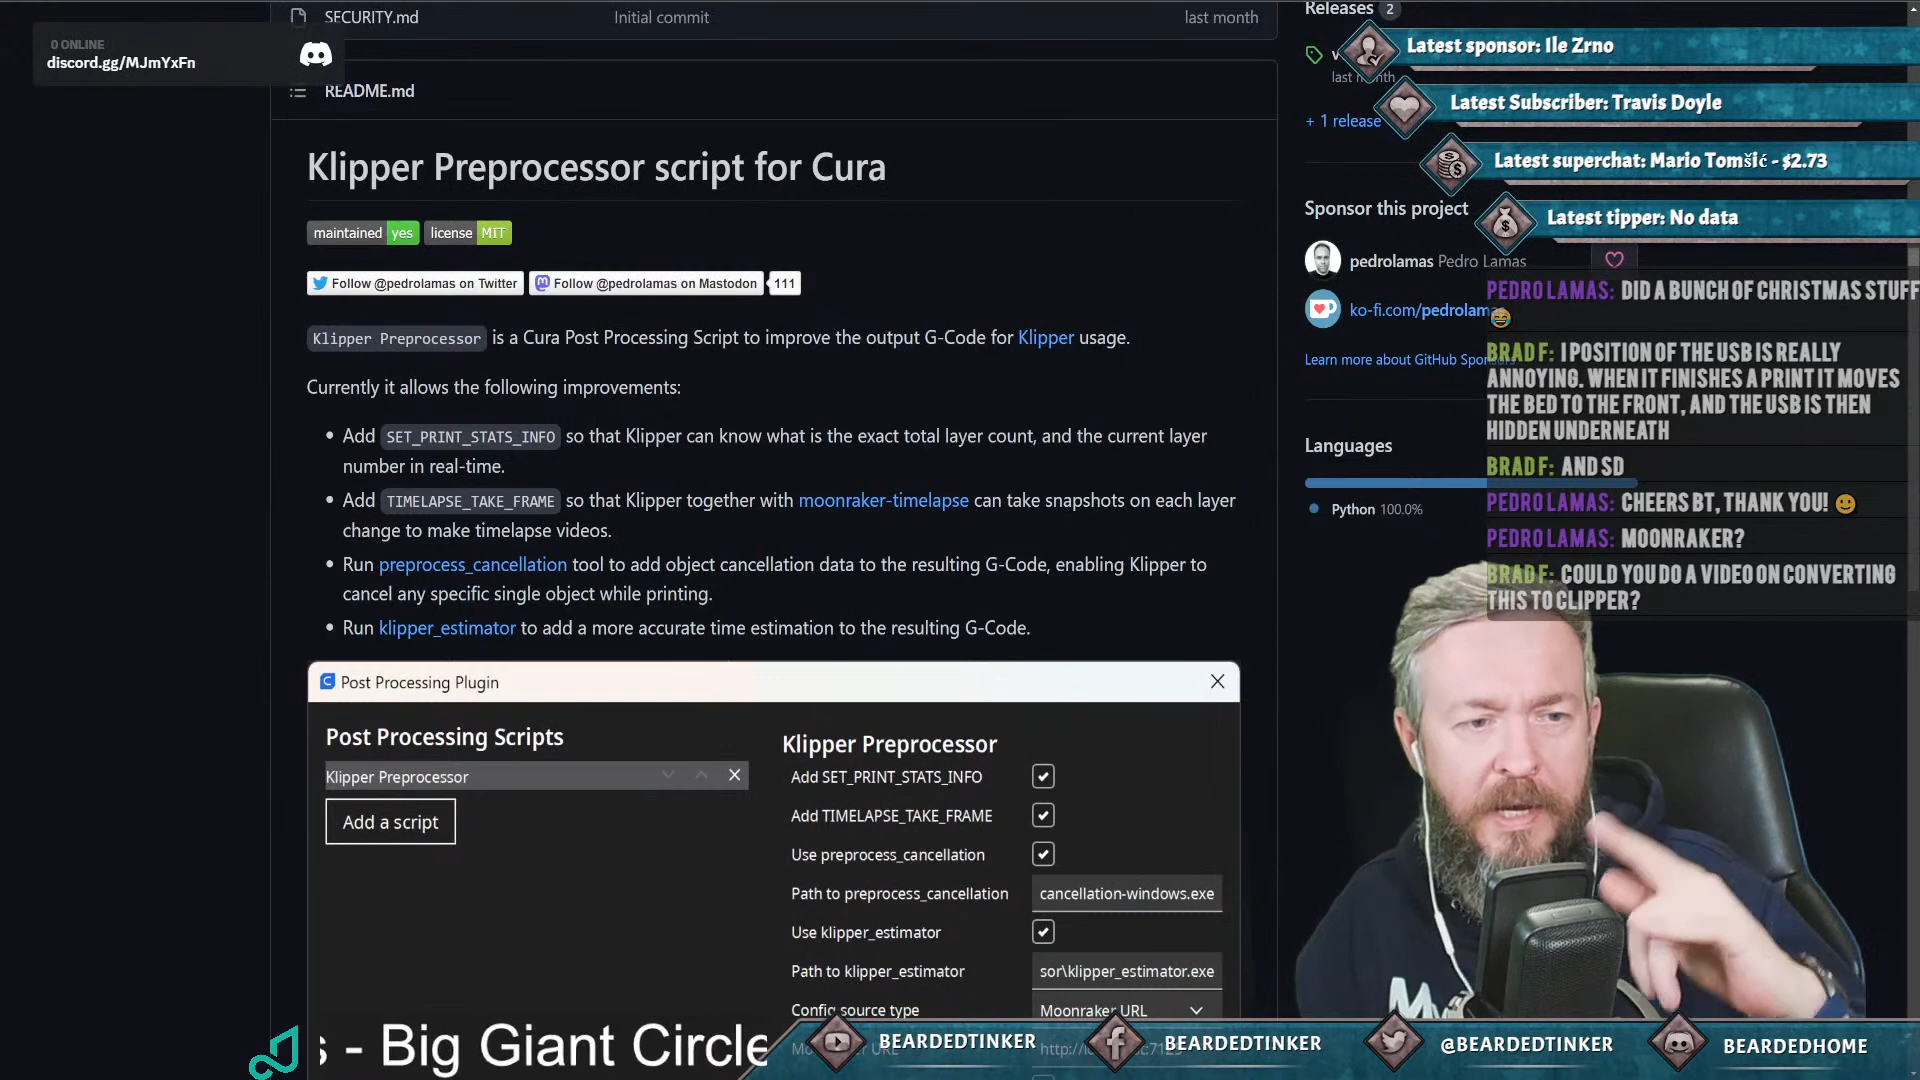 SECURITY.md
Initial commit
last month
0 ONLINE
discord.gg/MJmYxFn
README.md
Klipper Preprocessor script for Cura
maintained yes license MIT
Follow @pedrolamas on Twitter
Follow @pedrolamas on Mastodon
111
Klipper Preprocessor is a Cura Post Processing Script to improve the output G-Code for Klipper usage.
Currently it allows the following improvements:
Add SET_PRINT_STATS_INFO so that Klipper can know what is the exact total layer count, and the current layer
number in real-time.
Add TIMELAPSE_TAKE_FRAME so that Klipper together with moonraker-timelapse can take snapshots on each layer
change to make timelapse videos.
Run preprocess_cancellation tool to add object cancellation data to the resulting G-Code, enabling Klipper to
cancel any specific single object while printing.
Run klipper_estimator to add a more accurate time estimation to the resulting G-Code.
Post Processing Plugin
Post Processing Scripts
Klipper Preprocessor
Add a script
Klipper Preprocessor
Add SET_PRINT_STATS_INFO
Add TIMELAPSE_TAKE_FRAME
Use preprocess_cancellation
Path to preprocess_cancellation
cancellation-windows.exe
Use klipper_estimator
Path to klipper_estimator
sor\klipper_estimator.exe
Config source type
Moonraker URL
Releases 2
+ 1 release
Sponsor this project
pedrolamas Pedro Lamas
ko-fi.com/pedrolama
Learn more about GitHub
Languages
Python 100.0%
Latest sponsor: Ile Zrno
Latest Subscriber: Travis Doyle
Latest superchat: Mario Tomšić - $2.73
Latest tipper: No data
PEDRO LAMAS: DID A BUNCH OF CHRISTMAS STUFF
😂
BRAD F: I POSITION OF THE USB IS REALLY
ANNOYING. WHEN IT FINISHES A PRINT IT MOVES
THE BED TO THE FRONT, AND THE USB IS THEN
HIDDEN UNDERNEATH
BRAD F: AND SD
PEDRO LAMAS: CHEERS BT, THANK YOU! 🙂
PEDRO LAMAS: MOONRAKER?
BRAD F: COULD YOU DO A VIDEO ON CONVERTING
THIS TO CLIPPER?
s - Big Giant Circle
BEARDEDTINKER
BEARDEDTINKER
@BEARDEDTINKER
BEARDEDHOME